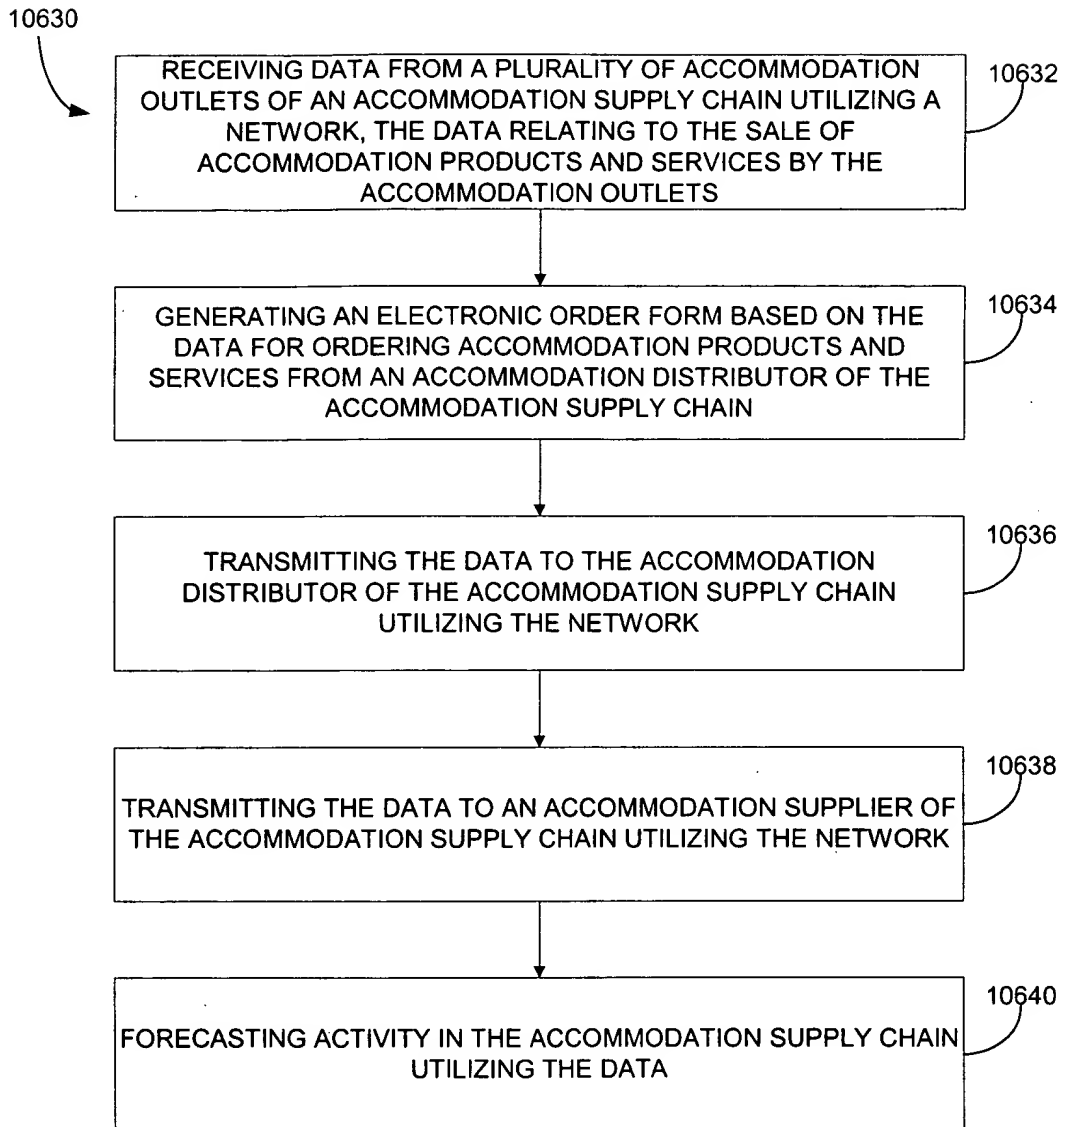 10630
RECEIVING DATA FROM A PLURALITY OF ACCOMMODATION
OUTLETS OF AN ACCOMMODATION SUPPLY CHAIN UTILIZING A
NETWORK, THE DATA RELATING TO THE SALE OF
ACCOMMODATION PRODUCTS AND SERVICES BY THE
ACCOMMODATION OUTLETS
10632
GENERATING AN ELECTRONIC ORDER FORM BASED ON THE
DATA FOR ORDERING ACCOMMODATION PRODUCTS AND
SERVICES FROM AN ACCOMMODATION DISTRIBUTOR OF THE
ACCOMMODATION SUPPLY CHAIN
10634
TRANSMITTING THE DATA TO THE ACCOMMODATION
DISTRIBUTOR OF THE ACCOMMODATION SUPPLY CHAIN
UTILIZING THE NETWORK
10636
TRANSMITTING THE DATA TO AN ACCOMMODATION SUPPLIER OF
THE ACCOMMODATION SUPPLY CHAIN UTILIZING THE NETWORK
10638
FORECASTING ACTIVITY IN THE ACCOMMODATION SUPPLY CHAIN
UTILIZING THE DATA
10640